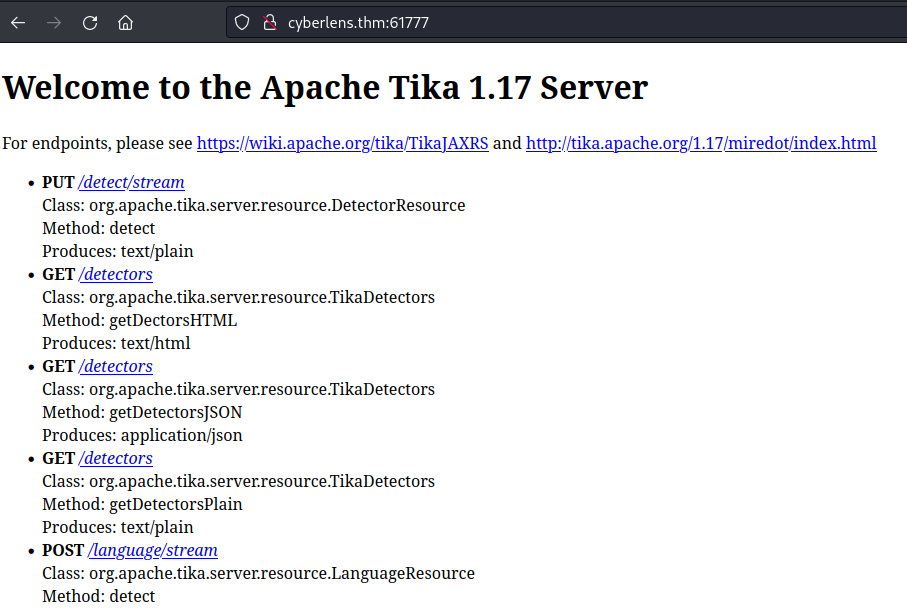 cyberlens.thm:61777
Welcome to the Apache Tika 1.17 Server
For endpoints, please see https://wiki.apache.org/tika/TikaJAXRS and http://tika.apache.org/1.17/miredot/index.html
• PUT /detect/stream
Class: org.apache.tika.server.resource.DetectorResource
Method: detect
Produces: text/plain
• GET /detectors
Class: org.apache.tika.server.resource.TikaDetectors
Method: getDectorsHTML
Produces: text/html
• GET /detectors
Class: org.apache.tika.server.resource.TikaDetectors
Method: getDetectorsJSON
Produces: application/json
• GET /detectors
Class: org.apache.tika.server.resource.TikaDetectors
Method: getDetectorsPlain
Produces: text/plain
• POST /language/stream
Class: org.apache.tika.server.resource.LanguageResource
Method: detect